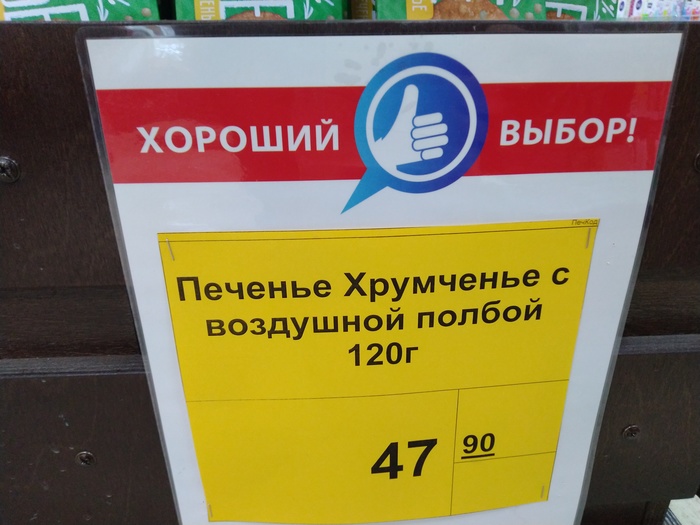 ХОРОШИЙ ВЫБОР!
Печенье Хрумченье с
воздушной полбой
120г
47 90